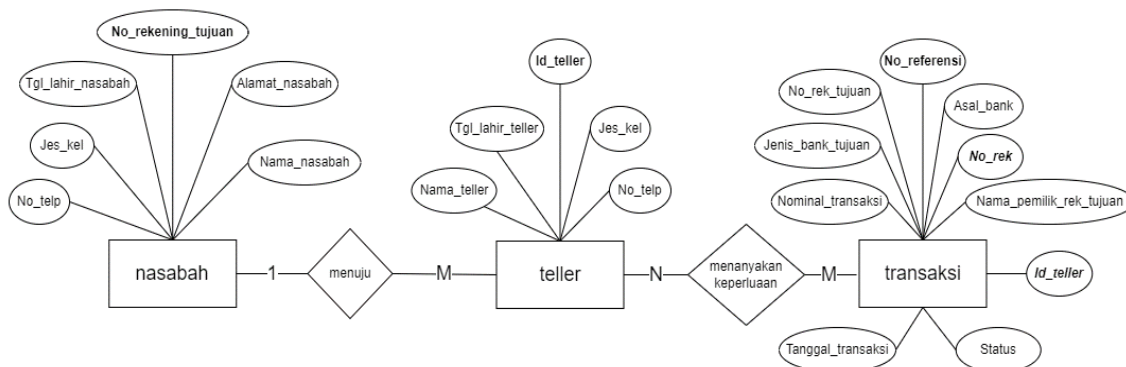 No_rekening_tujuan
Tgl_lahir_nasabah
Alamat_nasabah
Jes_kel
Nama_nasabah
No_telp
nasabah
1
menuju
M
Id_teller
Tgl_lahir_teller
Jes_kel
Nama_teller
No_telp
teller
N
menanyakan
keperluaan
M
No_referensi
No_rek_tujuan
Asal_bank
Jenis_bank_tujuan
No_rek
Nominal_transaksi
Nama_pemilik_rek_tujuan
transaksi
Id_teller
Tanggal_transaksi
Status